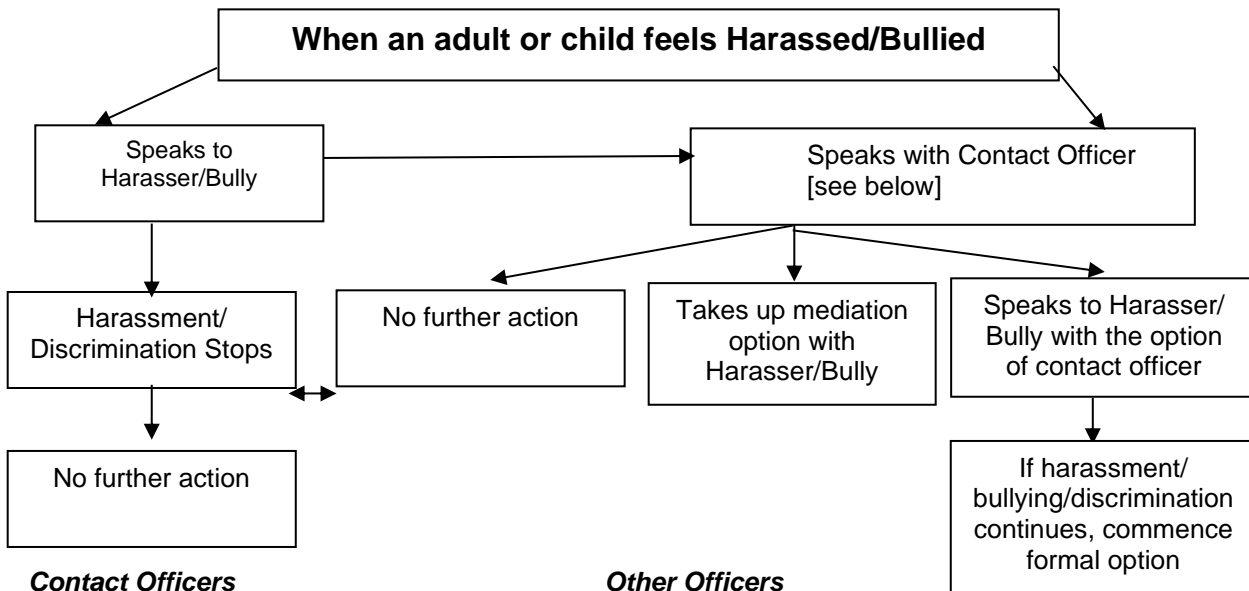 When an adult or child feels Harassed/Bullied
Speaks to
Harasser/Bully
Speaks with Contact Officer
[see below]
Harassment/
Discrimination Stops
No further action
Takes up mediation
option with
Harasser/Bully
Speaks to Harasser/
Bully with the option
of contact officer
No further action
If harassment/
bullying/discrimination
continues, commence
formal option
Contact Officers
Other Officers